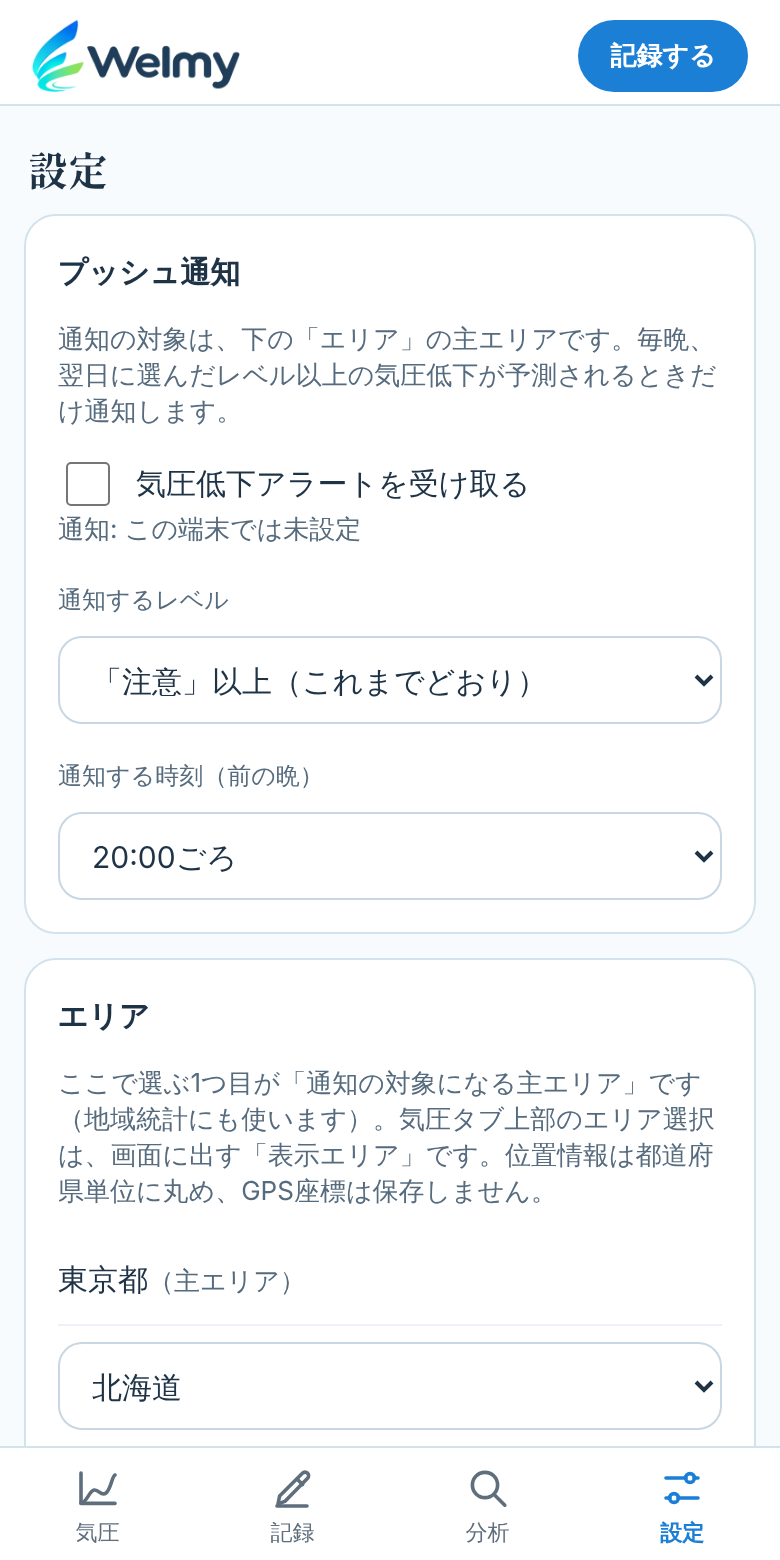 Welmy
記録する
設定
プッシュ通知
通知の対象は、下の「エリア」の主エリアです。毎晩、
翌日に選んだレベル以上の気圧低下が予測されるときだ
け通知します。
気圧低下アラートを受け取る
通知: この端末では未設定
通知するレベル
「注意」以上（これまでどおり）
通知する時刻（前の晩）
20:00ごろ
エリア
ここで選ぶ1つ目が「通知の対象になる主エリア」です
（地域統計にも使います）。気圧タブ上部のエリア選択
は、画面に出す「表示エリア」です。位置情報は都道府
県単位に丸め、GPS座標は保存しません。
東京都（主エリア）
北海道
気圧
記録
分析
設定